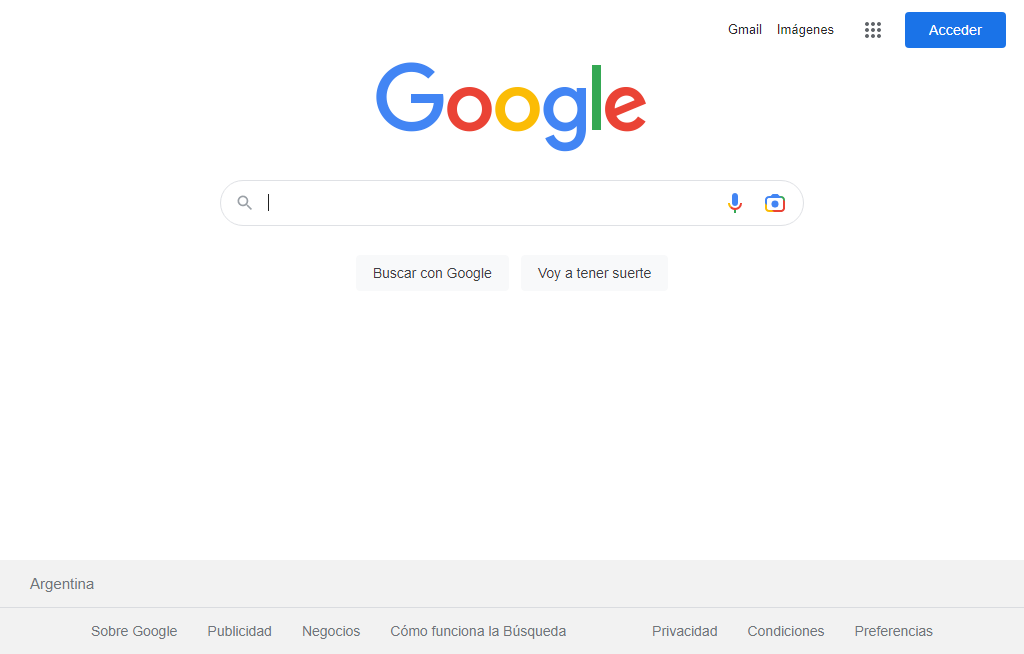 Gmail Imágenes Acceder
Google
Buscar con Google Voy a tener suerte
Argentina
Sobre Google Publicidad Negocios Cómo funciona la Búsqueda Privacidad Condiciones Preferencias